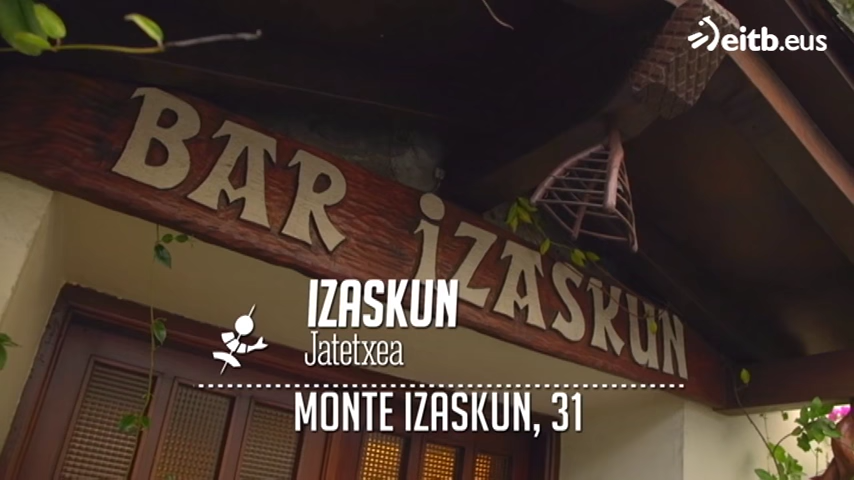 eitb.eus
BAR iZASKUN
IZASKUN
Jatetxea
MONTE IZASKUN, 31